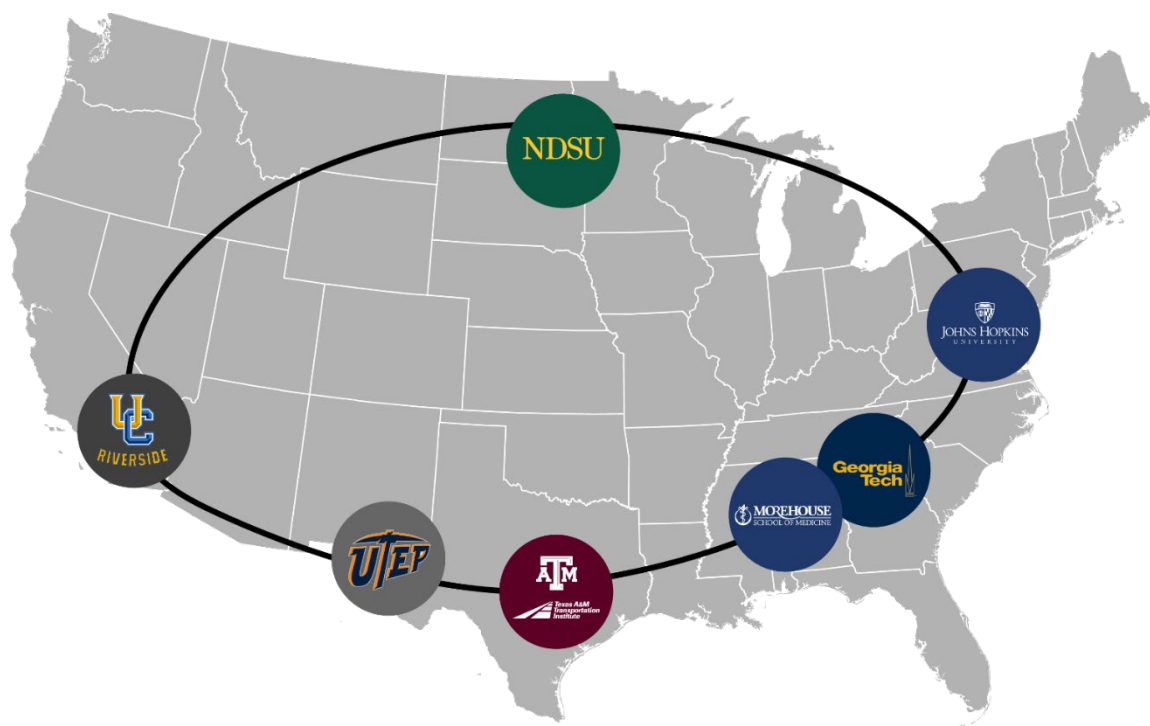 NDSU
JOHNS HOPKINS
UNIVERSITY
UC
RIVERSIDE
Georgia
Tech
MOREHOUSE
SCHOOL OF MEDICINE
UTEP
ATM
Texas A&M
Transportation
Institute